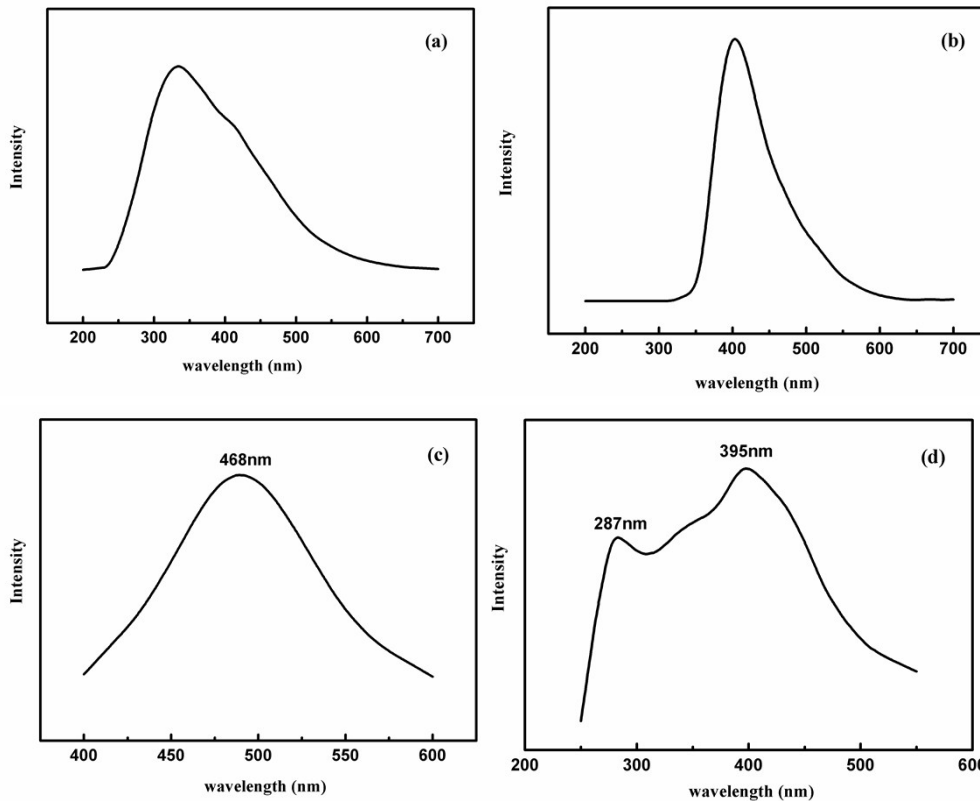 (a)
Intensity
200 300 400 500 600 700
wavelength (nm)
(b)
Intensity
200 300 400 500 600 700
wavelength (nm)
(c)
468nm
Intensity
400 450 500 550 600
wavelength (nm)
(d)
395nm
287nm
Intensity
200 300 400 500 600
wavelength (nm)